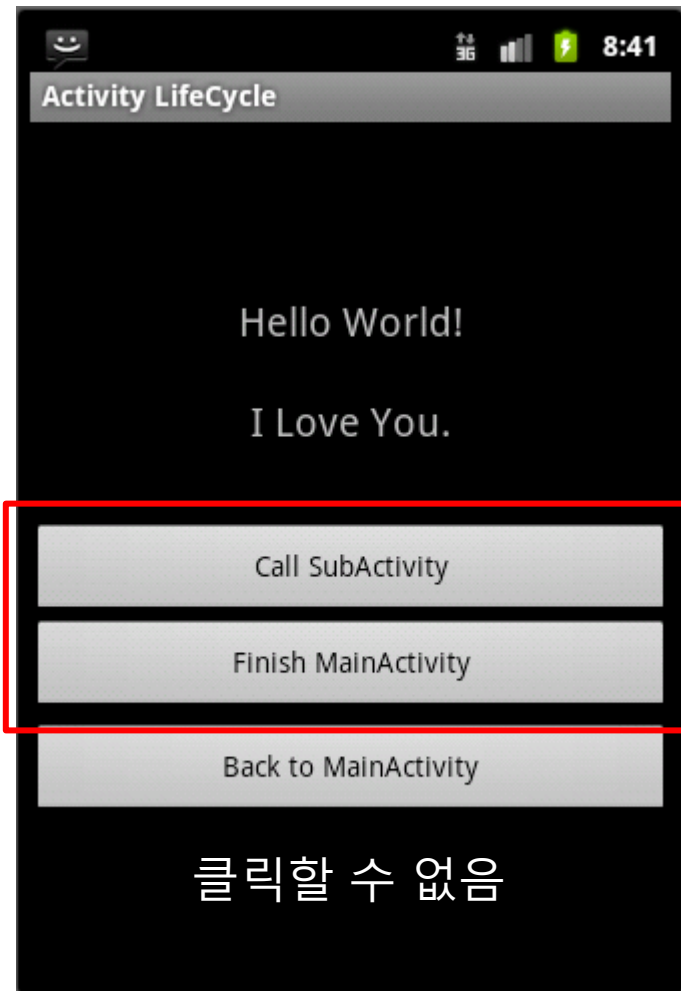 3G 8:41
Activity LifeCycle
Hello World!
I Love You.
Call SubActivity
Finish MainActivity
Back to MainActivity
클릭할 수 없음